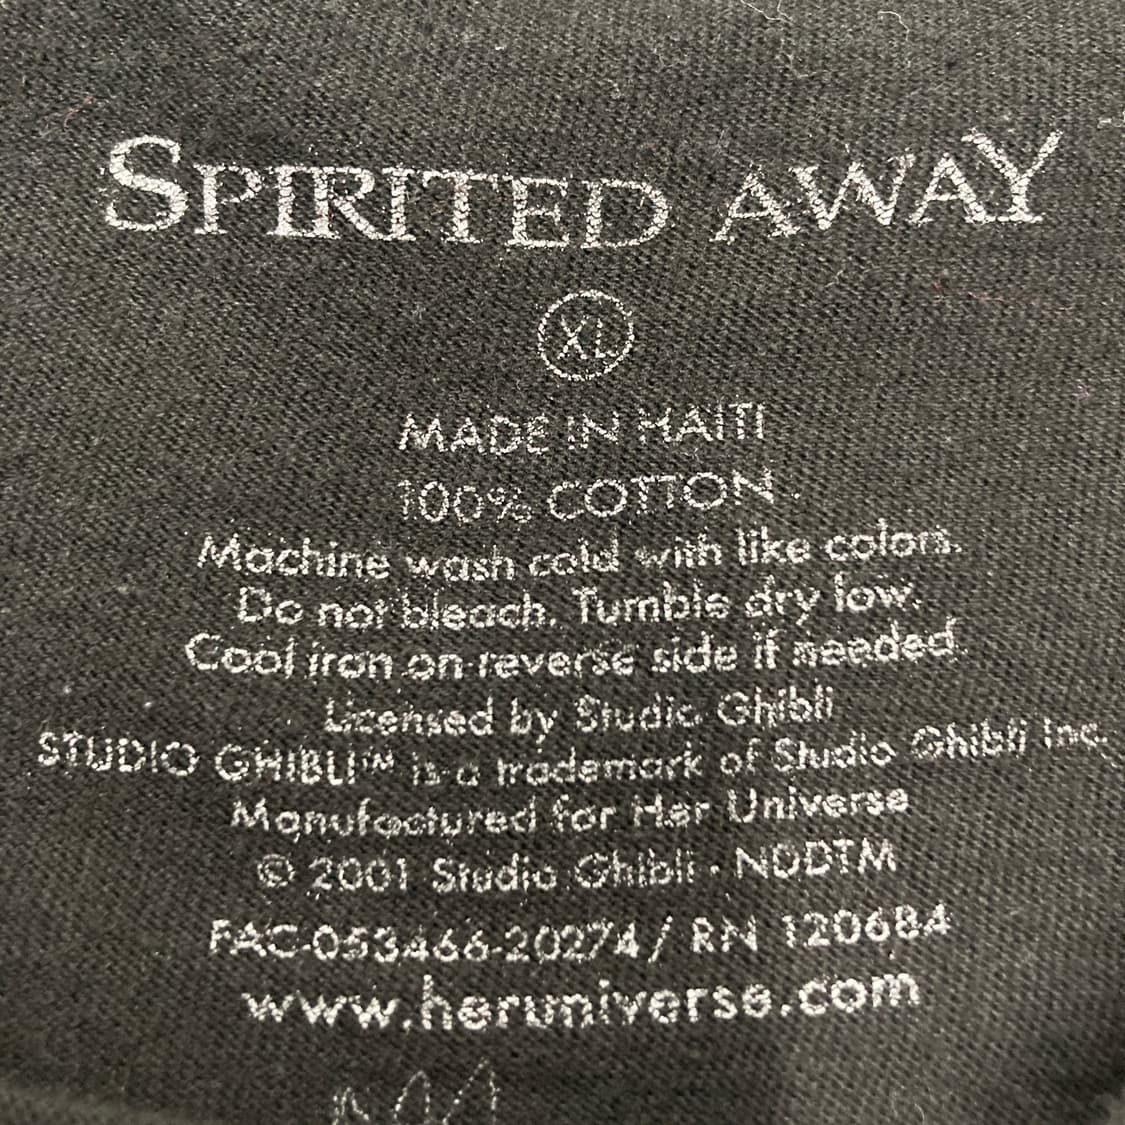 SPIRITED AWAY
XL
MADE IN HAITI
100% COTTON
Machine wash cold with like colors.
Do not bleach. Tumble dry low.
Cool iron on reverse side if needed.
Licensed by Studio Ghibli
STUDIO GHIBLI™ is a trademark of Studio Ghibli Inc.
Manufactured for Her Universe
© 2001 Studio Ghibli • NDDTM
FAC-053466-20274 / RN 120684
www.heruniverse.com